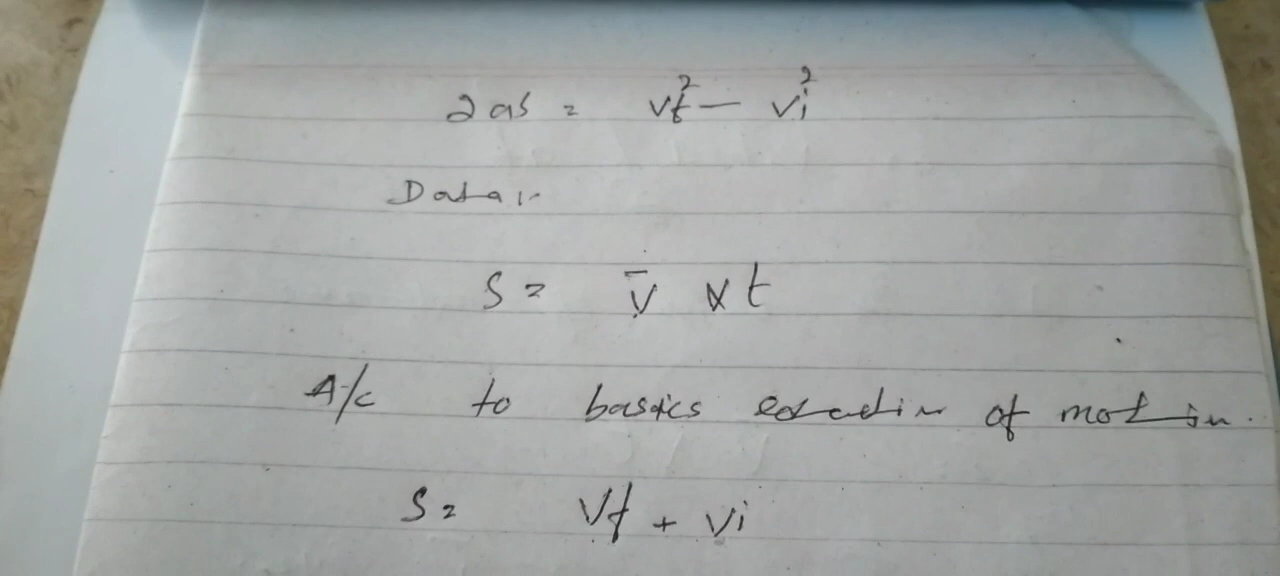 2as = vf² - vi²
Data:-
S = v̄ x t
A/c to basics equation of motion.
S = Vf + Vi